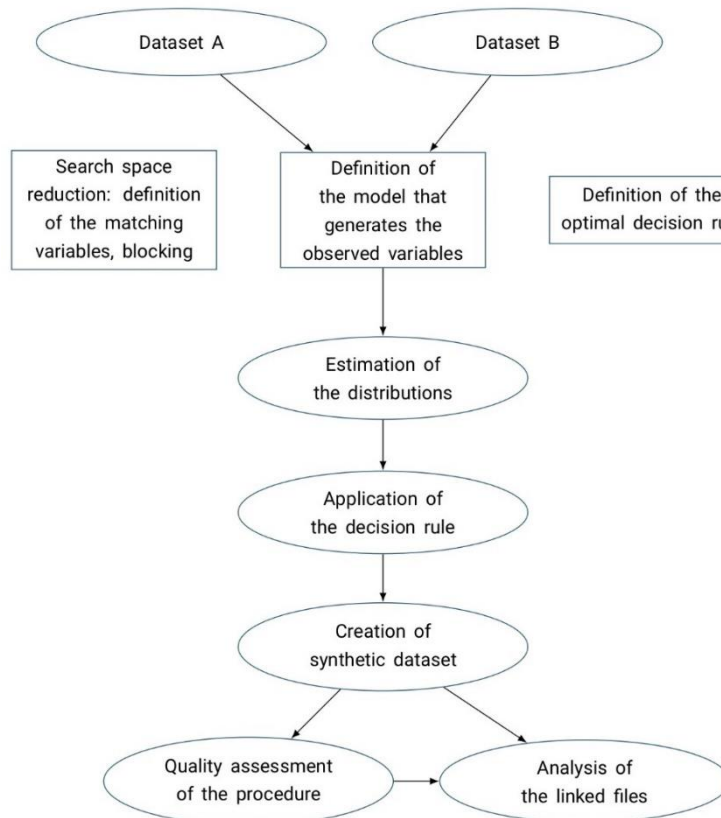 Dataset A
Dataset B
Search space
reduction: definition
of the matching
variables, blocking
Definition of
the model that
generates the
observed variables
Definition of the
optimal decision
Estimation of
the distributions
Application of
the decision rule
Creation of
synthetic dataset
Quality assessment
of the procedure
Analysis of
the linked files